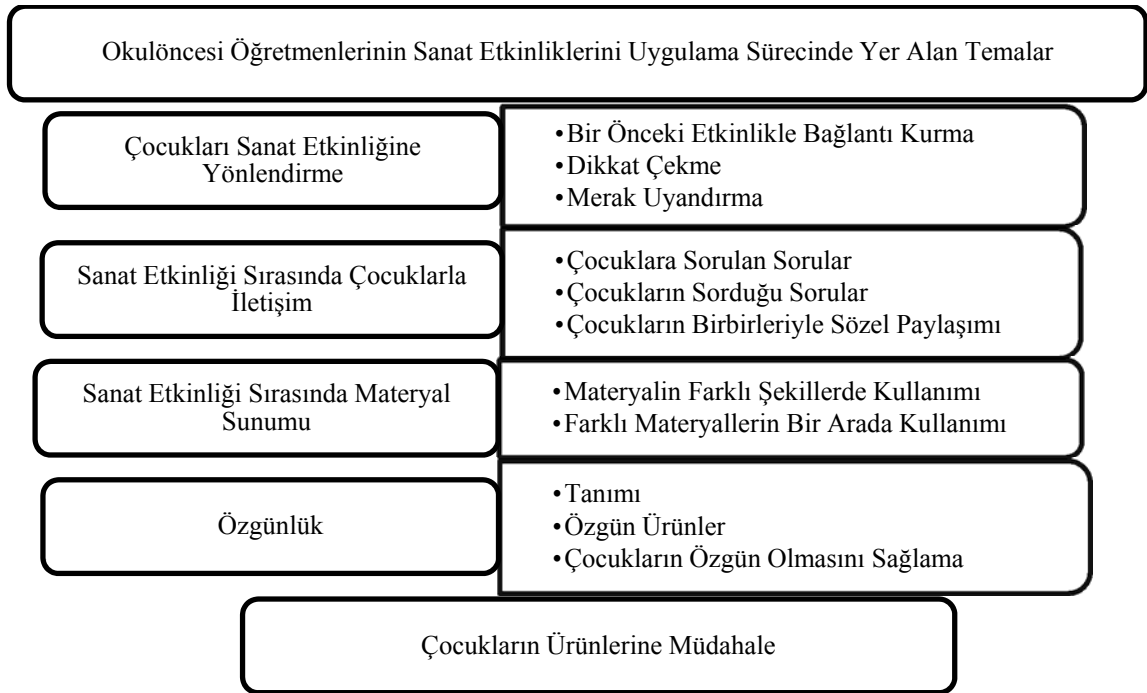 Okulöncesi Öğretmenlerinin Sanat Etkinliklerini Uygulama Sürecinde Yer Alan Temalar
Çocukları Sanat Etkinliğine
Yönlendirme
•Bir Önceki Etkinlikle Bağlantı Kurma
•Dikkat Çekme
•Merak Uyandırma
Sanat Etkinliği Sırasında Çocuklarla
İletişim
•Çocuklara Sorulan Sorular
•Çocukların Sorduğu Sorular
•Çocukların Birbirleriyle Sözel Paylaşımı
Sanat Etkinliği Sırasında Materyal
Sunumu
•Materyalin Farklı Şekillerde Kullanımı
•Farklı Materyallerin Bir Arada Kullanımı
Özgünlük
•Tanımı
•Özgün Ürünler
•Çocukların Özgün Olmasını Sağlama
Çocukların Ürünlerine Müdahale